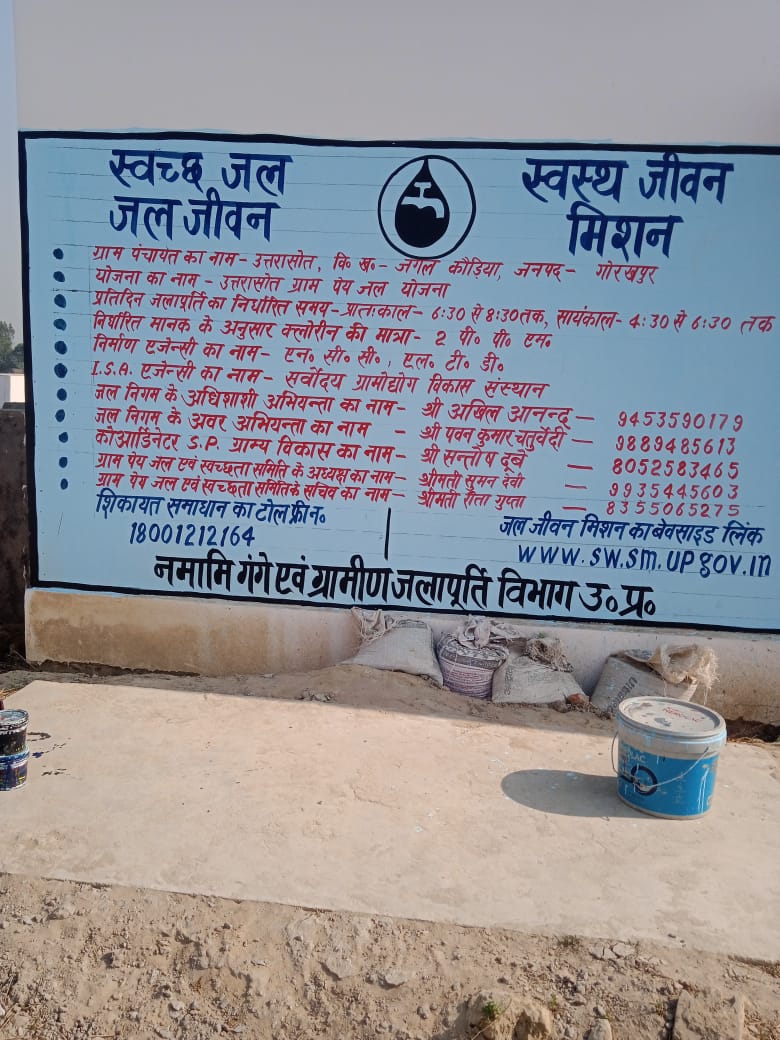 स्वच्छ जल स्वस्थ जीवन
जल जीवन मिशन
ग्राम पंचायत का नाम- उत्तरासोत, वि० ख०- जंगल कौड़िया, जनपद- गोरखपुर
योजना का नाम - उत्तरासोत ग्राम पेय जल योजना
प्रतिदिन जलापूर्ति का निर्धारित समय-प्रातःकाल- 6:30 से 8:30 तक, सायंकाल- 4:30 से 6:30 तक
निर्धारित मानक के अनुसार क्लोरीन की मात्रा- 2 पी० पी० एम०
निर्माण एजेन्सी का नाम- एन० सी० सी०, एल० टी० डी०
I.S.A. एजेन्सी का नाम- सर्वोदय ग्रामोद्योग विकास संस्थान
जल निगम के अधिशाशी अभियन्ता का नाम- श्री अखिल आनन्द - 9453590179
जल निगम के अवर अभियन्ता का नाम - श्री पवन कुमार चतुर्वेदी - 9889485613
कोआर्डिनेटर S.P. ग्राम्य विकास का नाम- श्री सन्तोष दूबे - 8052583465
ग्राम पेय जल एवं स्वच्छता समिति के अध्यक्ष का नाम- श्रीमती सुमन देवी - 9935445603
ग्राम पेय जल एवं स्वच्छता समिति के सचिव का नाम- श्रीमती रीता गुप्ता - 8355065275
शिकायत समाधान का टोल फ्री न०
18001212164
जल जीवन मिशन का बेवसाइड लिंक
www.swsm.up.gov.in
नमामि गंगे एवं ग्रामीण जलापूर्ति विभाग उ० प्र०